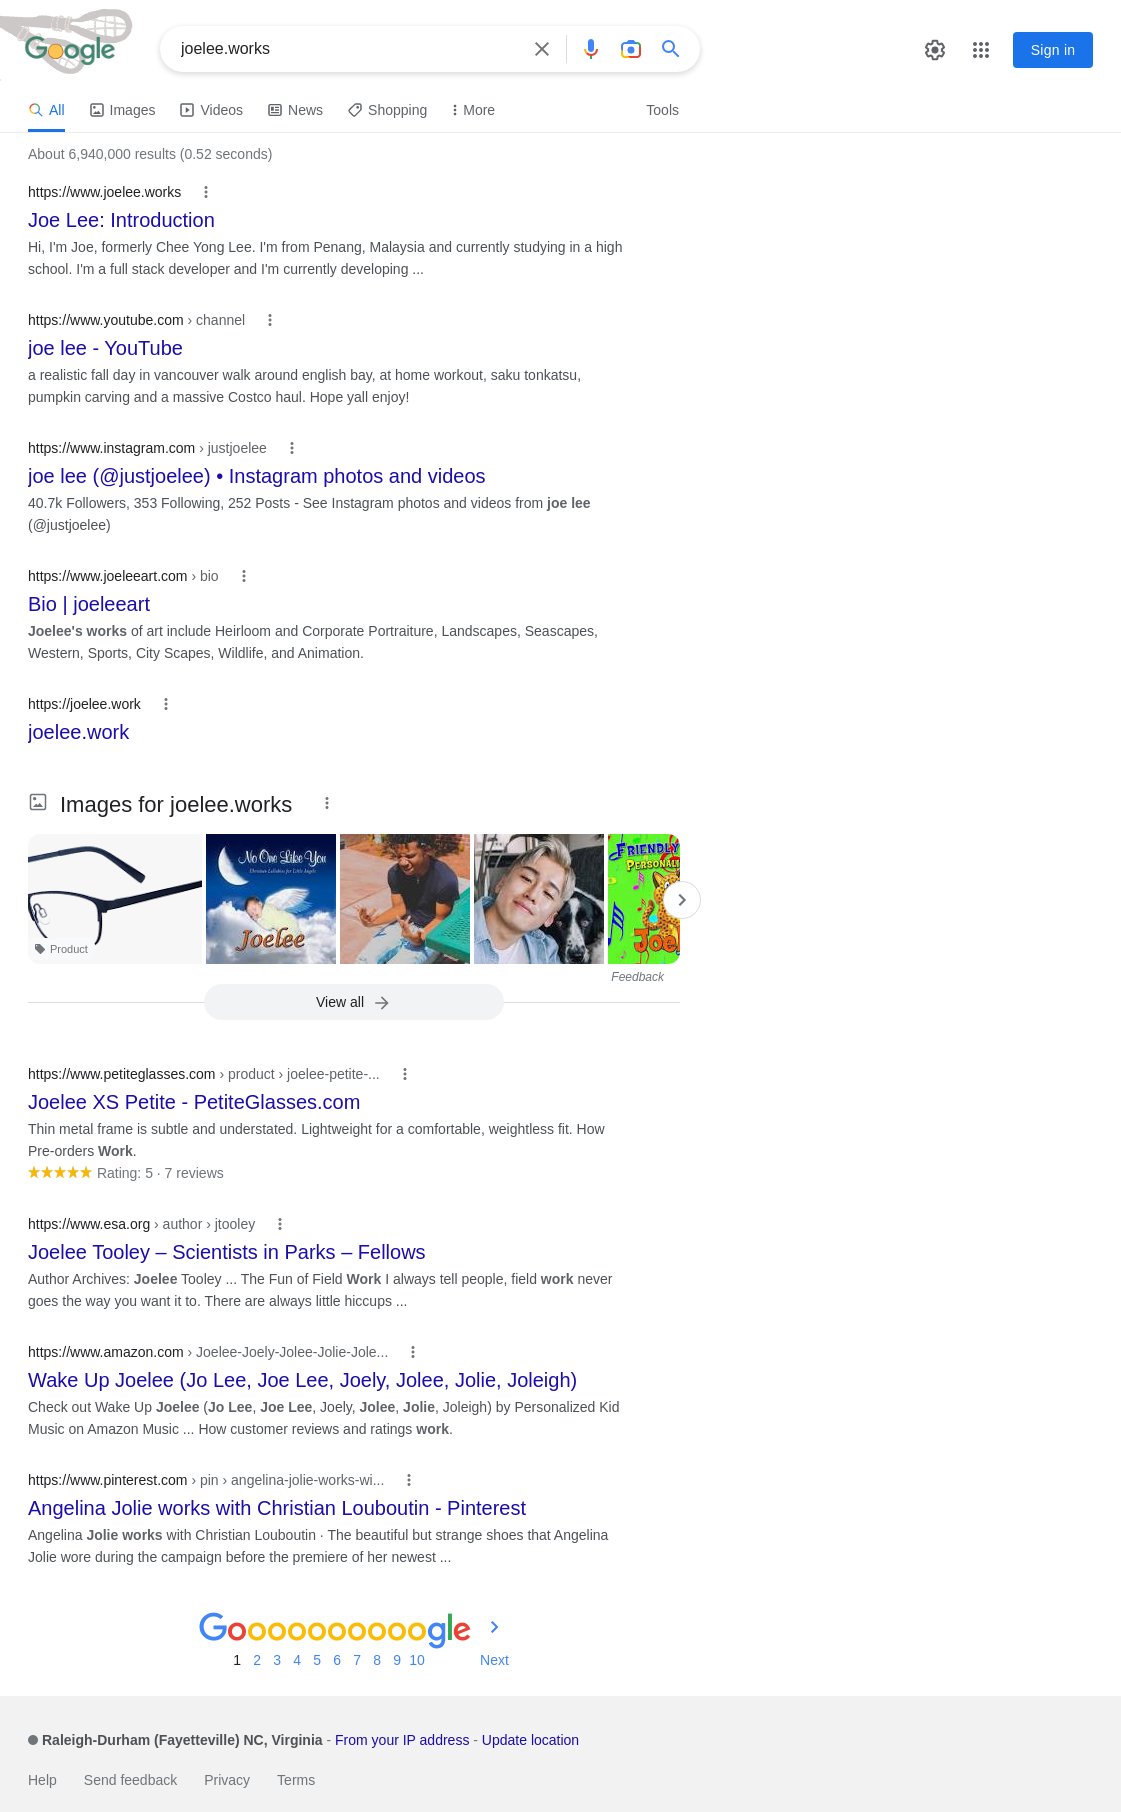 Google
joelee.works
Sign in
All
Images
Videos
News
Shopping
More
Tools
About 6,940,000 results (0.52 seconds)
https://www.joelee.works
Joe Lee: Introduction
Hi, I'm Joe, formerly Chee Yong Lee. I'm from Penang, Malaysia and currently studying in a high
school. I'm a full stack developer and I'm currently developing ...
https://www.youtube.com › channel
joe lee - YouTube
a realistic fall day in vancouver walk around english bay, at home workout, saku tonkatsu,
pumpkin carving and a massive Costco haul. Hope yall enjoy!
https://www.instagram.com › justjoelee
joe lee (@justjoelee) • Instagram photos and videos
40.7k Followers, 353 Following, 252 Posts - See Instagram photos and videos from joe lee
(@justjoelee)
https://www.joeleeart.com › bio
Bio | joeleeart
Joelee's works of art include Heirloom and Corporate Portraiture, Landscapes, Seascapes,
Western, Sports, City Scapes, Wildlife, and Animation.
https://joelee.work
joelee.work
Images for joelee.works
No One Like You
Christian Lullabies for Little Angels
Joelee
FRIENDLY
PERSONAL
JOE
Product
Feedback
View all
https://www.petiteglasses.com › product › joelee-petite-...
Joelee XS Petite - PetiteGlasses.com
Thin metal frame is subtle and understated. Lightweight for a comfortable, weightless fit. How
Pre-orders Work.
Rating: 5 · 7 reviews
https://www.esa.org › author › jtooley
Joelee Tooley – Scientists in Parks – Fellows
Author Archives: Joelee Tooley ... The Fun of Field Work I always tell people, field work never
goes the way you want it to. There are always little hiccups ...
https://www.amazon.com › Joelee-Joely-Jolee-Jolie-Jole...
Wake Up Joelee (Jo Lee, Joe Lee, Joely, Jolee, Jolie, Joleigh)
Check out Wake Up Joelee (Jo Lee, Joe Lee, Joely, Jolee, Jolie, Joleigh) by Personalized Kid
Music on Amazon Music ... How customer reviews and ratings work.
https://www.pinterest.com › pin › angelina-jolie-works-wi...
Angelina Jolie works with Christian Louboutin - Pinterest
Angelina Jolie works with Christian Louboutin · The beautiful but strange shoes that Angelina
Jolie wore during the campaign before the premiere of her newest ...
Goooooooooogle
1 2 3 4 5 6 7 8 9 10 Next
Raleigh-Durham (Fayetteville) NC, Virginia - From your IP address - Update location
Help Send feedback Privacy Terms